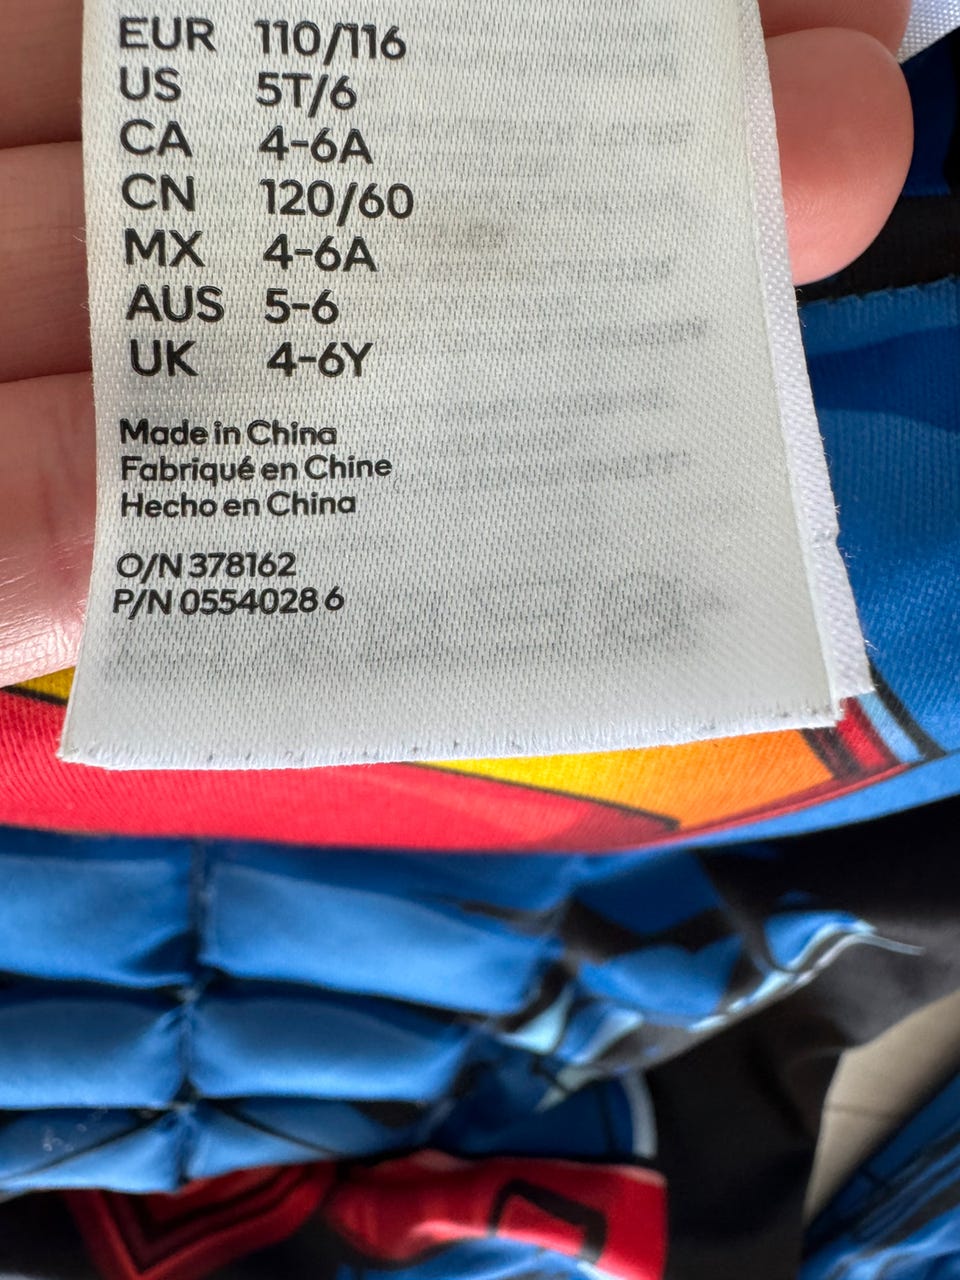 EUR 110/116
US 5T/6
CA 4-6A
CN 120/60
MX 4-6A
AUS 5-6
UK 4-6Y
Made in China
Fabriqué en Chine
Hecho en China
O/N 378162
P/N 0554028 6